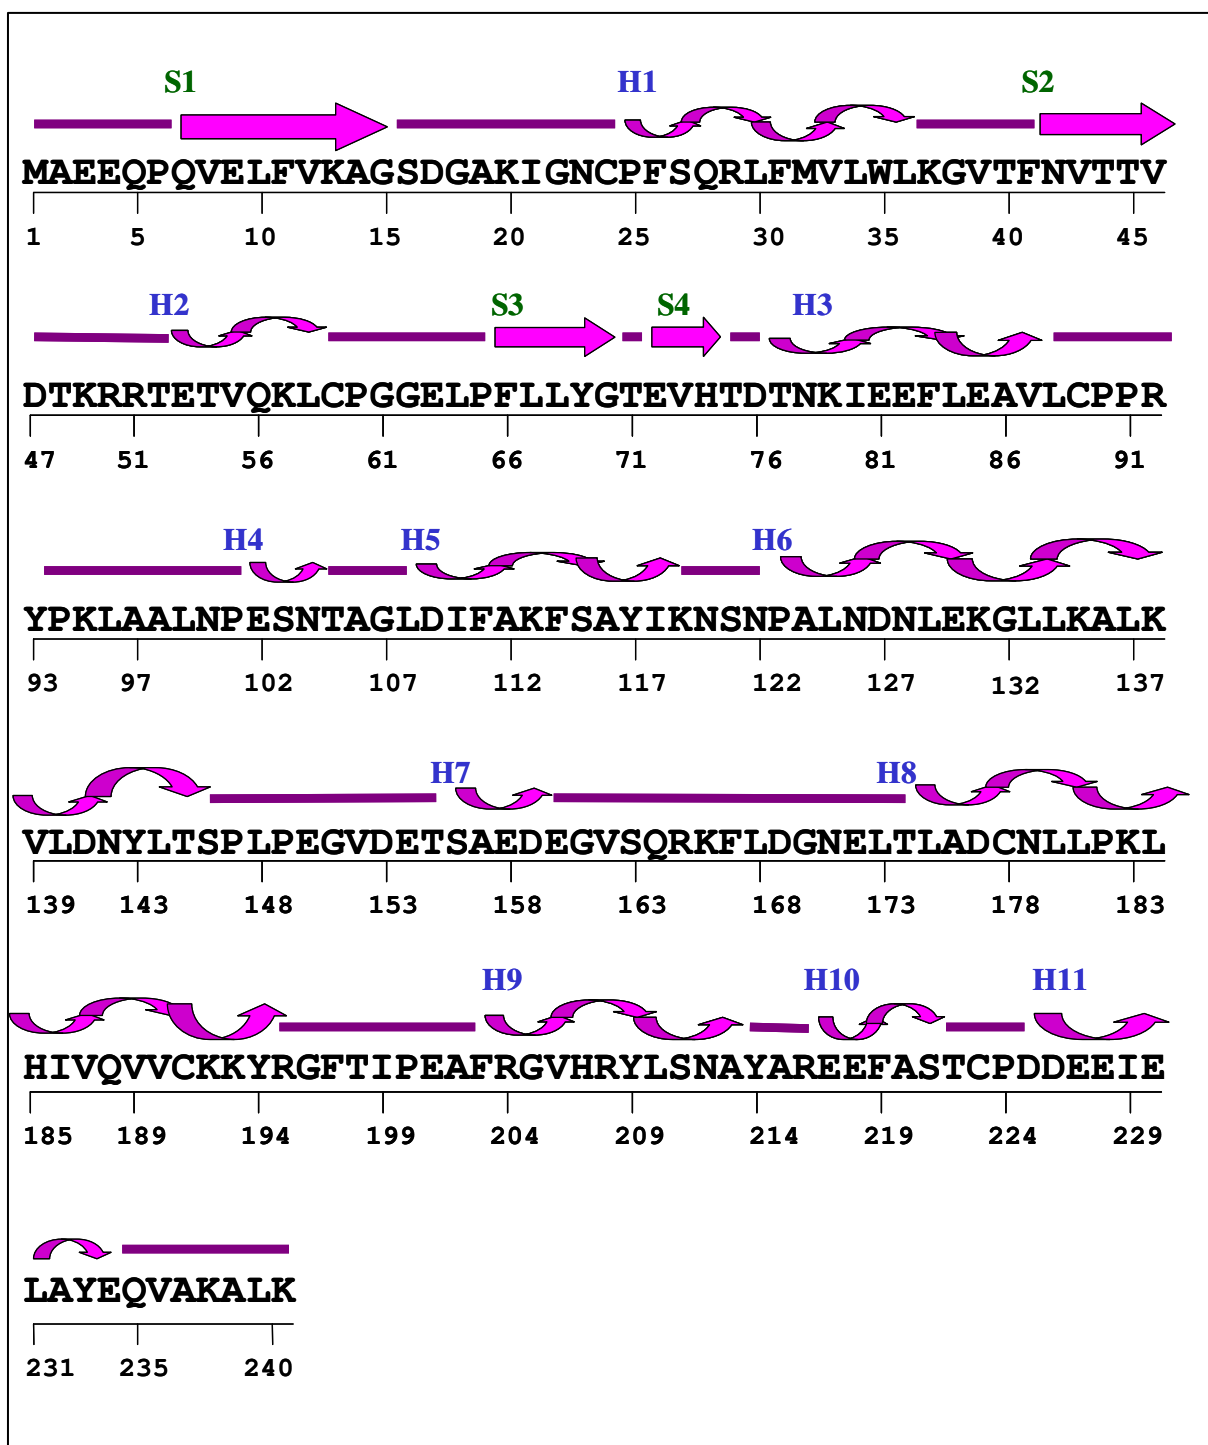 S1 H1 S2
MAEEQPQVELFVKAGSDGAKIGNCPFSQRLFMVLWLKGVTFNVTTV
1 5 10 15 20 25 30 35 40 45
H2 S3 S4 H3
DTKRRTETVQKLCPGGELPFLLYGTEVHTDTNKIEEFLEAVLCPPR
47 51 56 61 66 71 76 81 86 91
H4 H5 H6
YPKLAALNPESNTAGLDIFAKFSAYIKNSNPALNDNLEKGLLKALK
93 97 102 107 112 117 122 127 132 137
H7 H8
VLDNYLTSPLPEGVDETSAEDEGVSQRKFLDGNELTLADCNLLPKL
139 143 148 153 158 163 168 173 178 183
H9 H10 H11
HIVQVVCKKYRGFTIPEAFRGVHRYLSNAYAREEFASTCPDDEEIE
185 189 194 199 204 209 214 219 224 229
LAYEQVAKALK
231 235 240